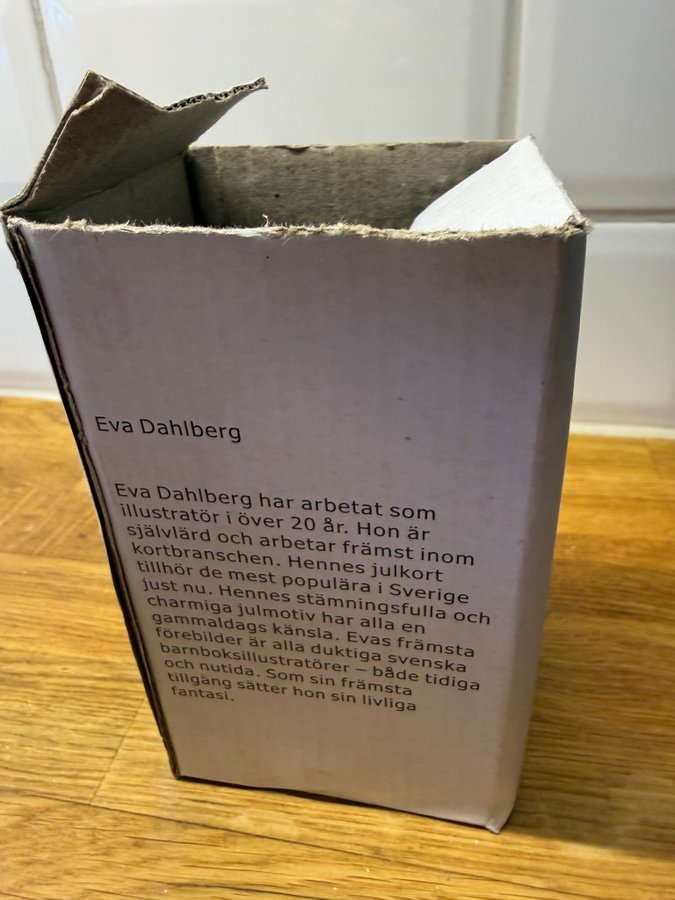 Eva Dahlberg
Eva Dahlberg har arbetat som
illustratör i över 20 år. Hon är
självlärd och arbetar främst inom
kortbranschen. Hennes julkort
tillhör de mest populära i Sverige
just nu. Hennes stämningsfulla och
charmiga julmotiv har alla en
gammaldags känsla. Evas främsta
förebilder är alla duktiga svenska
barnboksillustratörer – både tidiga
och nutida. Som sin främsta
tillgång sätter hon sin livliga
fantasi.